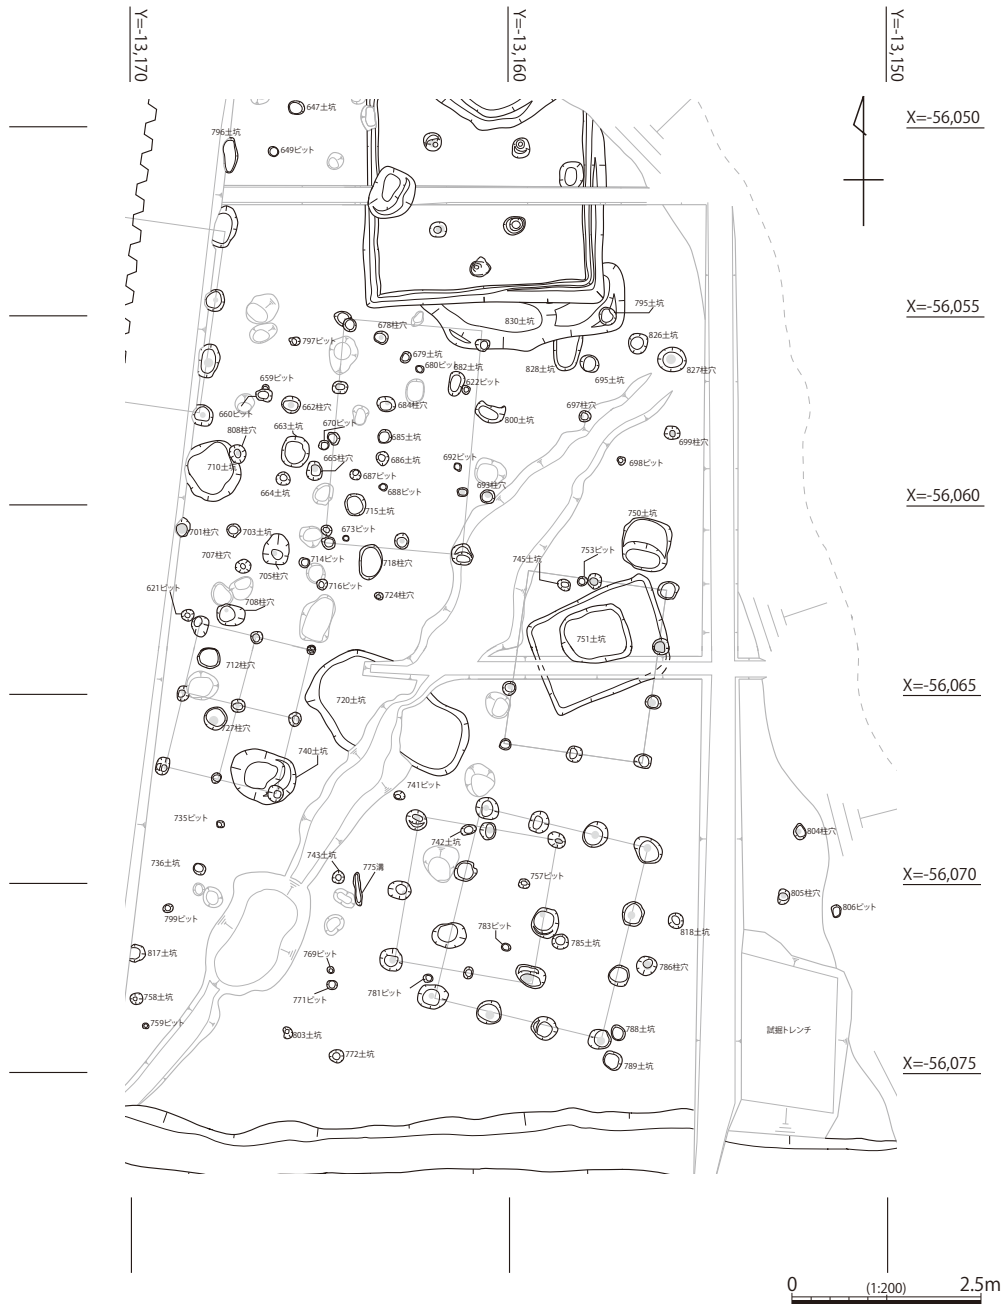 Y=-13,170
Y=-13,160
Y=-13,150
X=-56,050
647土坑
796土坑
649ピット
X=-56,055
795土坑
830土坑
678柱穴
826土坑
797ピット
679土坑
680ピット
682土坑
828土坑
827柱穴
659ピット
622ピット
695土坑
660ピット
662柱穴
684柱穴
800土坑
697柱穴
808柱穴
663土坑
670ピット
685土坑
699柱穴
710土坑
665柱穴
686土坑
692ピット
698ピット
664土坑
687ピット
688ピット
693柱穴
X=-56,060
715土坑
750土坑
701柱穴
703土坑
673ピット
707柱穴
705柱穴
714ピット
718柱穴
745土坑
753ピット
621ピット
716ピット
708柱穴
724柱穴
751土坑
712柱穴
X=-56,065
720土坑
727柱穴
740土坑
741ピット
735ピット
742土坑
804柱穴
736土坑
743土坑
775溝
757ピット
X=-56,070
805柱穴
806ピット
799ピット
783ピット
785土坑
818土坑
817土坑
769ピット
786柱穴
758土坑
771ピット
781ピット
759ピット
803土坑
788土坑
試掘トレンチ
772土坑
789土坑
X=-56,075
0
(1:200)
2.5m